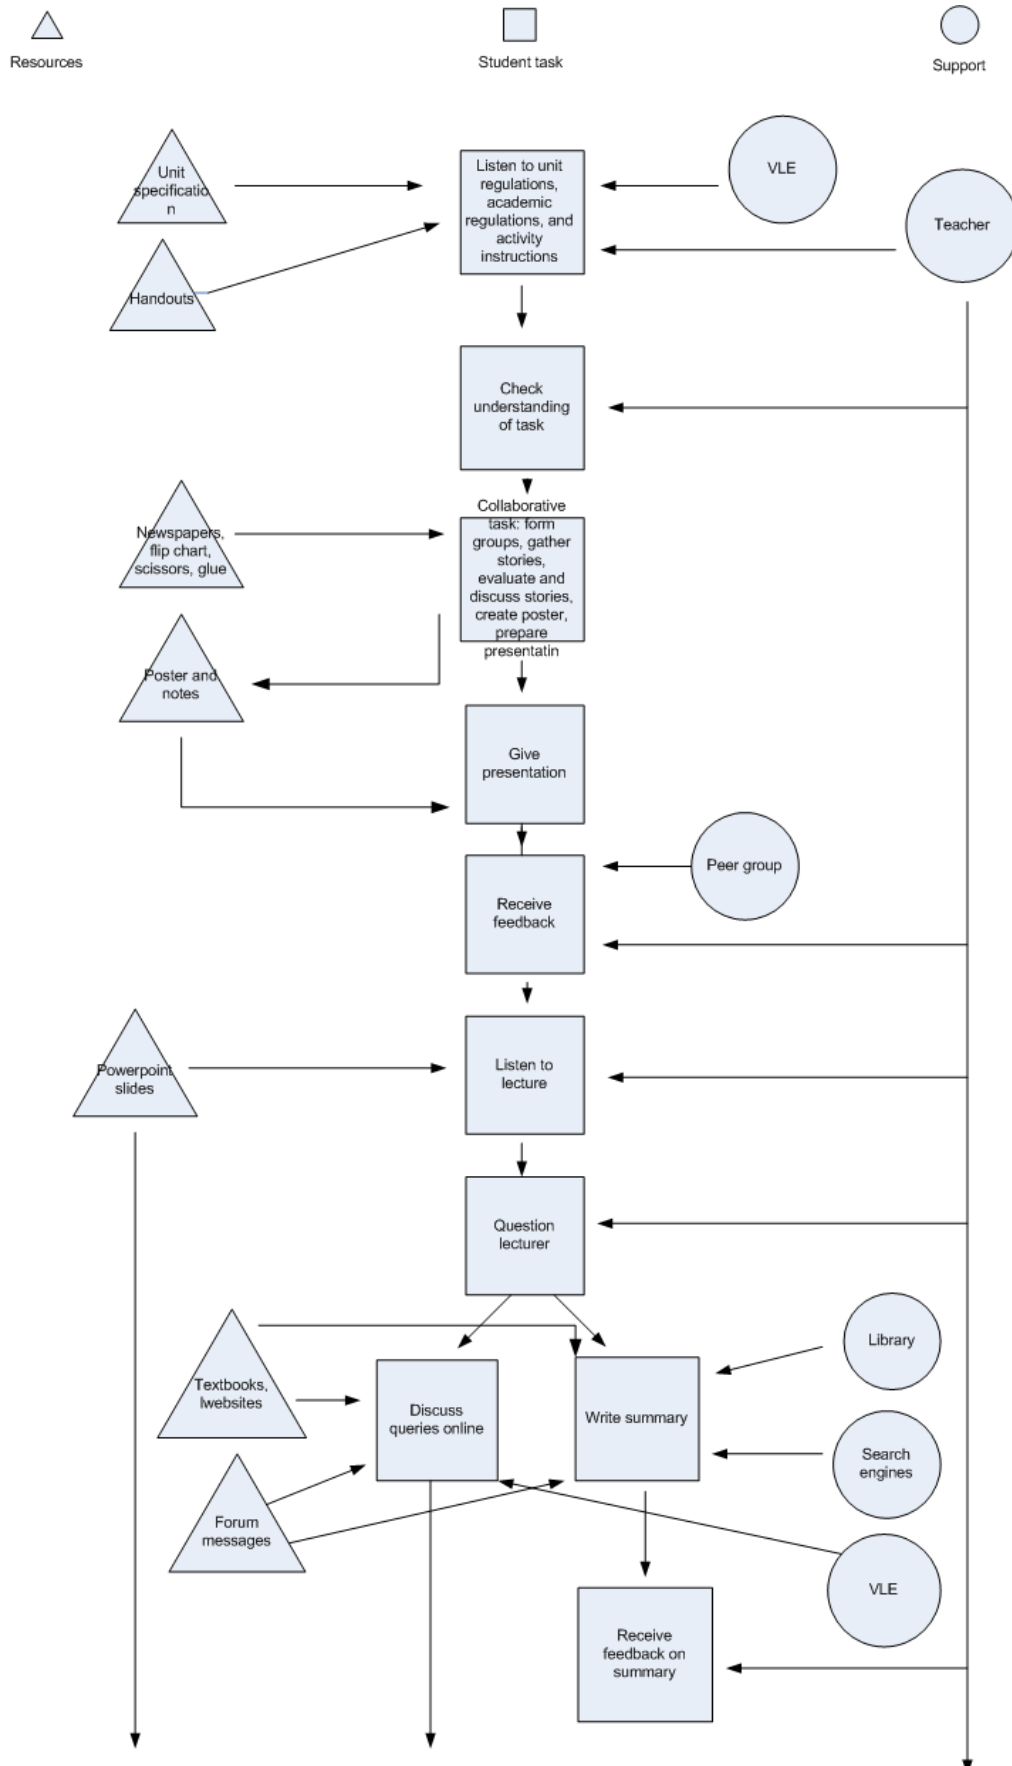 Resources
Student task
Support
Unit
specificatio
n
Listen to unit
regulations,
academic
regulations, and
activity
instructions
VLE
Teacher
Handouts
Check
understanding
of task
Newspapers,
flip chart,
scissors, glue
Collaborative
task: form
groups, gather
stories,
evaluate and
discuss stories,
create poster,
prepare
presentatin
Poster and
notes
Give
presentation
Peer group
Receive
feedback
Powerpoint
slides
Listen to
lecture
Question
lecturer
Library
Textbooks,
lwebsites
Discuss
queries online
Write summary
Search
engines
Forum
messages
VLE
Receive
feedback on
summary